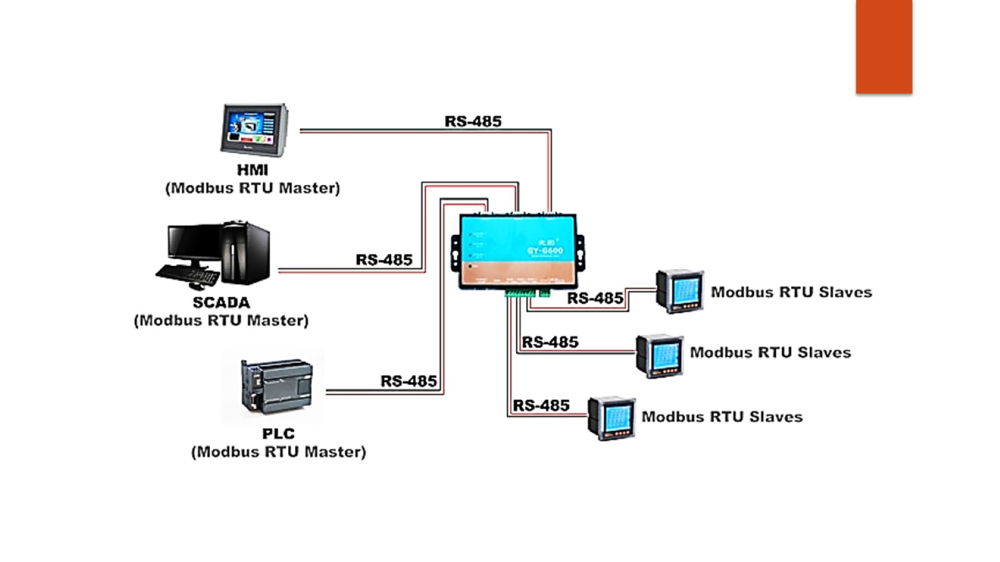 RS-485
HMI
(Modbus RTU Master)
RS-485
SCADA
(Modbus RTU Master)
RS-485
PLC
(Modbus RTU Master)
GY-G600
RS-485
Modbus RTU Slaves
RS-485
Modbus RTU Slaves
RS-485
Modbus RTU Slaves